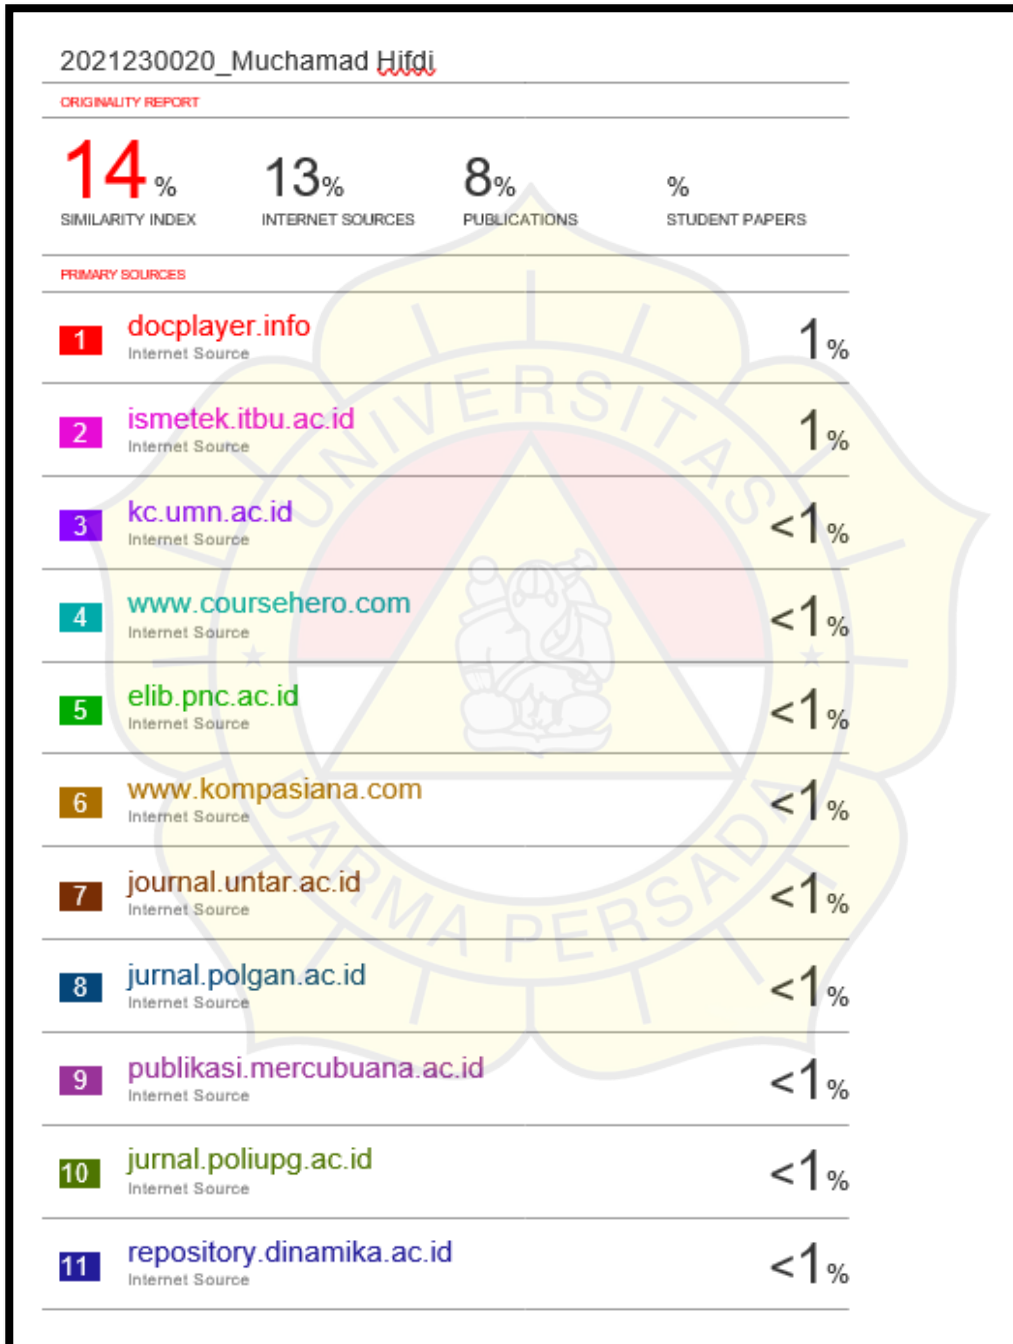 2021230020_Muchamad Hifdi
ORIGINALITY REPORT
14% 13% 8% %
SIMILARITY INDEX INTERNET SOURCES PUBLICATIONS STUDENT PAPERS
PRIMARY SOURCES
1 docplayer.info 1%
Internet Source
2 ismetek.itbu.ac.id 1%
Internet Source
3 kc.umn.ac.id <1%
Internet Source
4 www.coursehero.com <1%
Internet Source
5 elib.pnc.ac.id <1%
Internet Source
6 www.kompasiana.com <1%
Internet Source
7 journal.untar.ac.id <1%
Internet Source
8 jurnal.polgan.ac.id <1%
Internet Source
9 publikasi.mercubuana.ac.id <1%
Internet Source
10 jurnal.poliupg.ac.id <1%
Internet Source
11 repository.dinamika.ac.id <1%
Internet Source
UNIVERSITAS
DARMA PERSADA